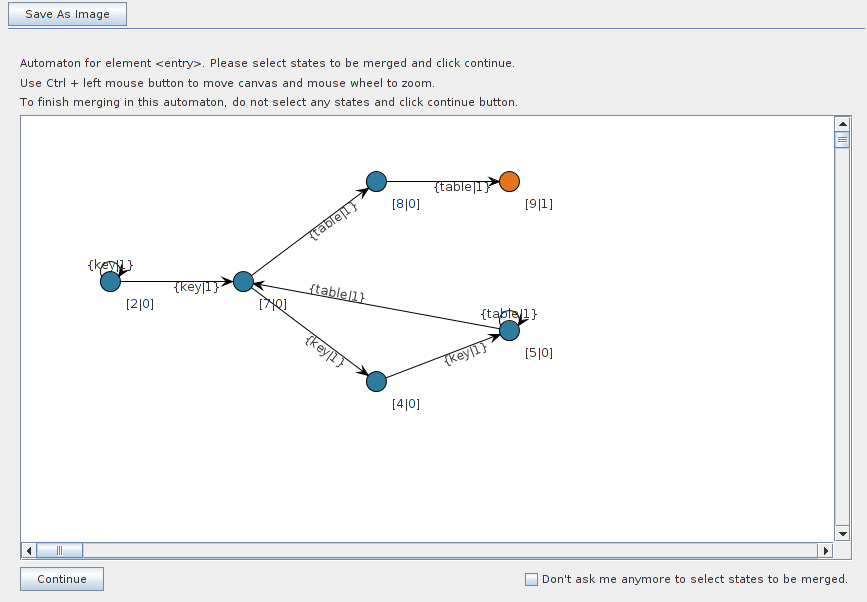 Save As Image
Automaton for element <entry>. Please select states to be merged and click continue.
Use Ctrl + left mouse button to move canvas and mouse wheel to zoom.
To finish merging in this automaton, do not select any states and click continue button.
{table|1}
[8|0]
[9|1]
{table|1}
{key|1}
{key|1}
[2|0]
[7|0]
{table|1}
{table|1}
{key|1}
{key|1}
[5|0]
[4|0]
Continue
Don't ask me anymore to select states to be merged.